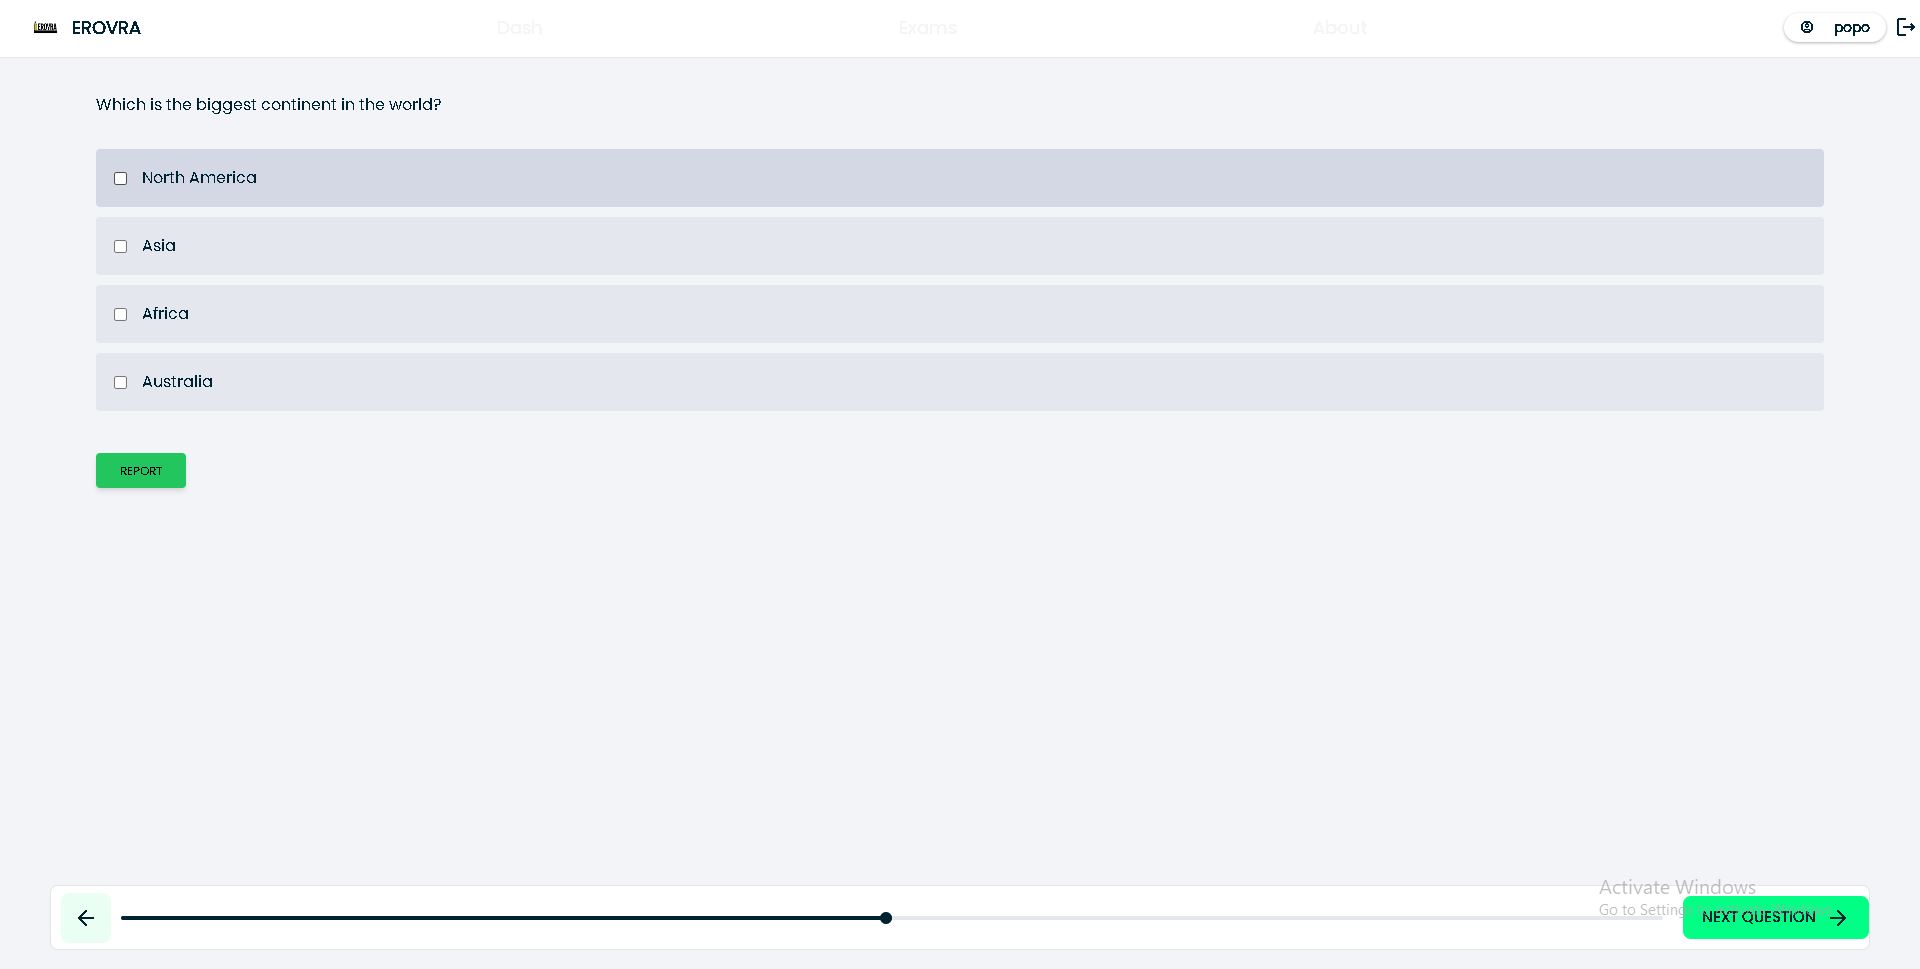 EROVRA EROVRA Dash Exams About popo
Which is the biggest continent in the world?
North America
Asia
Africa
Australia
REPORT
Activate Windows
Go to Setting
NEXT QUESTION